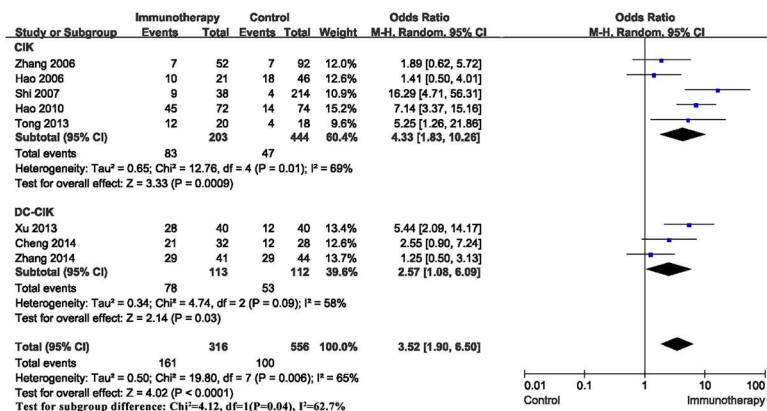 Immunotherapy Control Odds Ratio Odds Ratio
Study or Subgroup Events Total Events Total Weight M-H, Random, 95% CI M-H, Random, 95% CI
CIK
Zhang 2006 7 52 7 92 12.0% 1.89 [0.62, 5.72]
Hao 2006 10 21 18 46 12.6% 1.41 [0.50, 4.01]
Shi 2007 9 38 4 214 11.0% 16.29 [4.71, 56.31]
Hao 2010 45 72 14 74 15.2% 7.14 [3.37, 15.16]
Tong 2013 12 20 4 18 9.6% 5.25 [1.26, 21.86]
Subtotal (95% CI) 203 444 60.4% 4.33 [1.83, 10.26]
Total events 83 47
Heterogeneity: Tau² = 0.65; Chi² = 12.76, df = 4 (P = 0.01); I² = 69%
Test for overall effect: Z = 3.33 (P = 0.0009)
DC-CIK
Xu 2013 28 40 12 40 13.4% 5.44 [2.09, 14.17]
Cheng 2014 21 32 12 28 12.6% 2.55 [0.90, 7.24]
Zhang 2014 29 41 29 44 13.7% 1.25 [0.50, 3.13]
Subtotal (95% CI) 113 112 39.6% 2.57 [1.08, 6.09]
Total events 78 53
Heterogeneity: Tau² = 0.34; Chi² = 4.74, df = 2 (P = 0.09); I² = 58%
Test for overall effect: Z = 2.14 (P = 0.03)
Total (95% CI) 316 556 100.0% 3.52 [1.90, 6.50]
Total events 161 100
Heterogeneity: Tau² = 0.50; Chi² = 19.80, df = 7 (P = 0.006); I² = 65%
Test for overall effect: Z = 4.02 (P < 0.0001)
Test for subgroup difference: Chi²=4.12, df=1(P=0.04), I²=62.7%
0.01 0.1 1 10 100
Control Immunotherapy